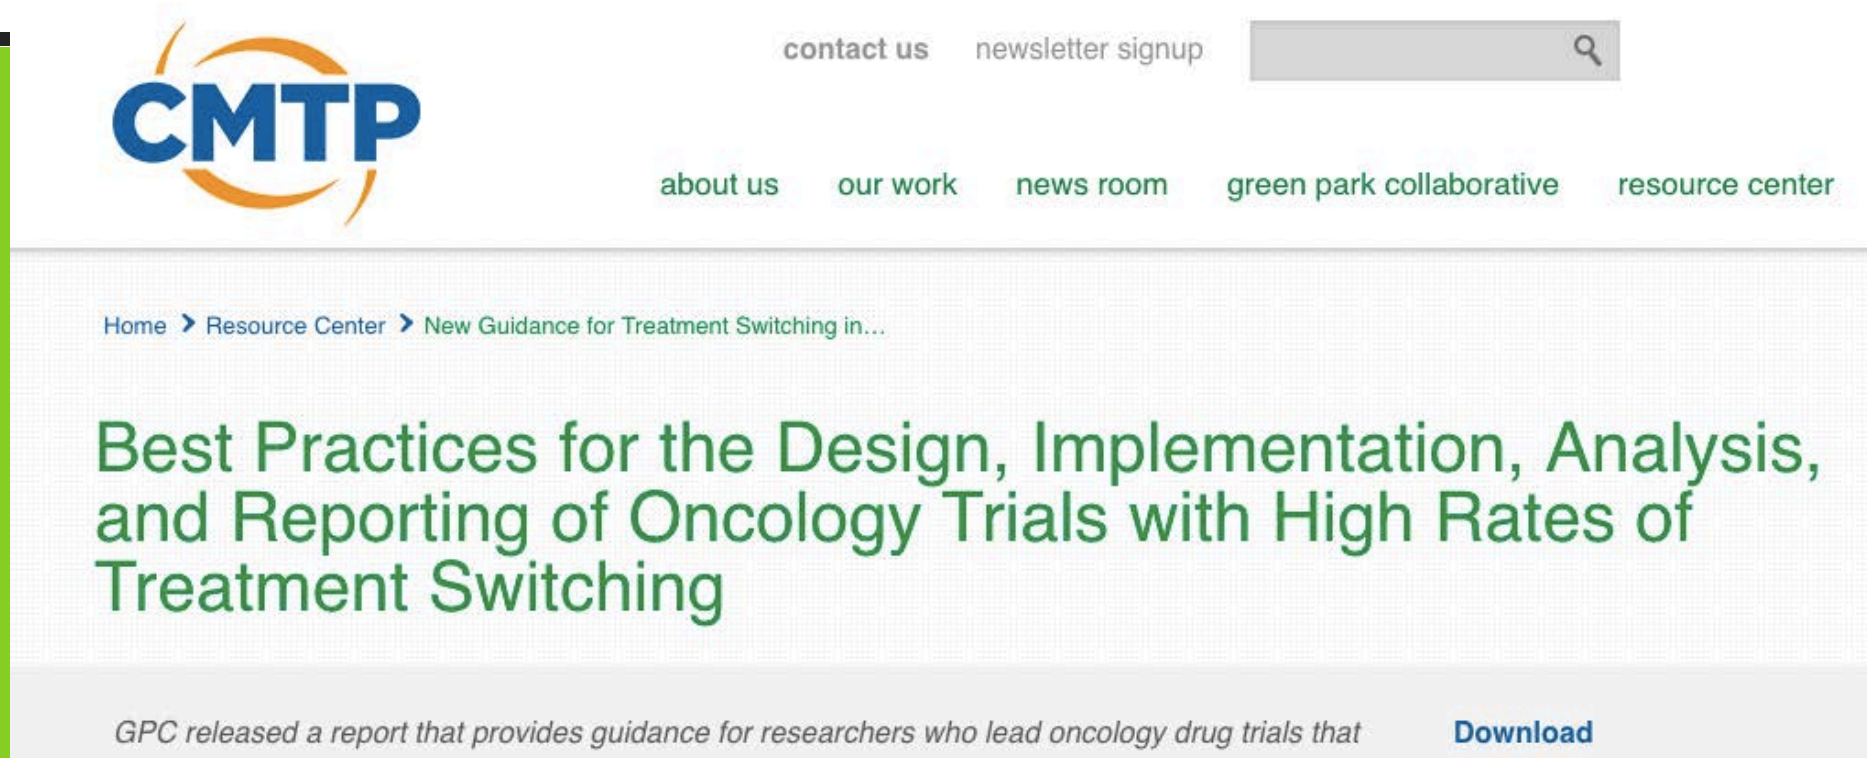 CMTP
contact us newsletter signup
about us our work news room green park collaborative resource center
Home > Resource Center > New Guidance for Treatment Switching in...
Best Practices for the Design, Implementation, Analysis,
and Reporting of Oncology Trials with High Rates of
Treatment Switching
GPC released a report that provides guidance for researchers who lead oncology drug trials that
Download